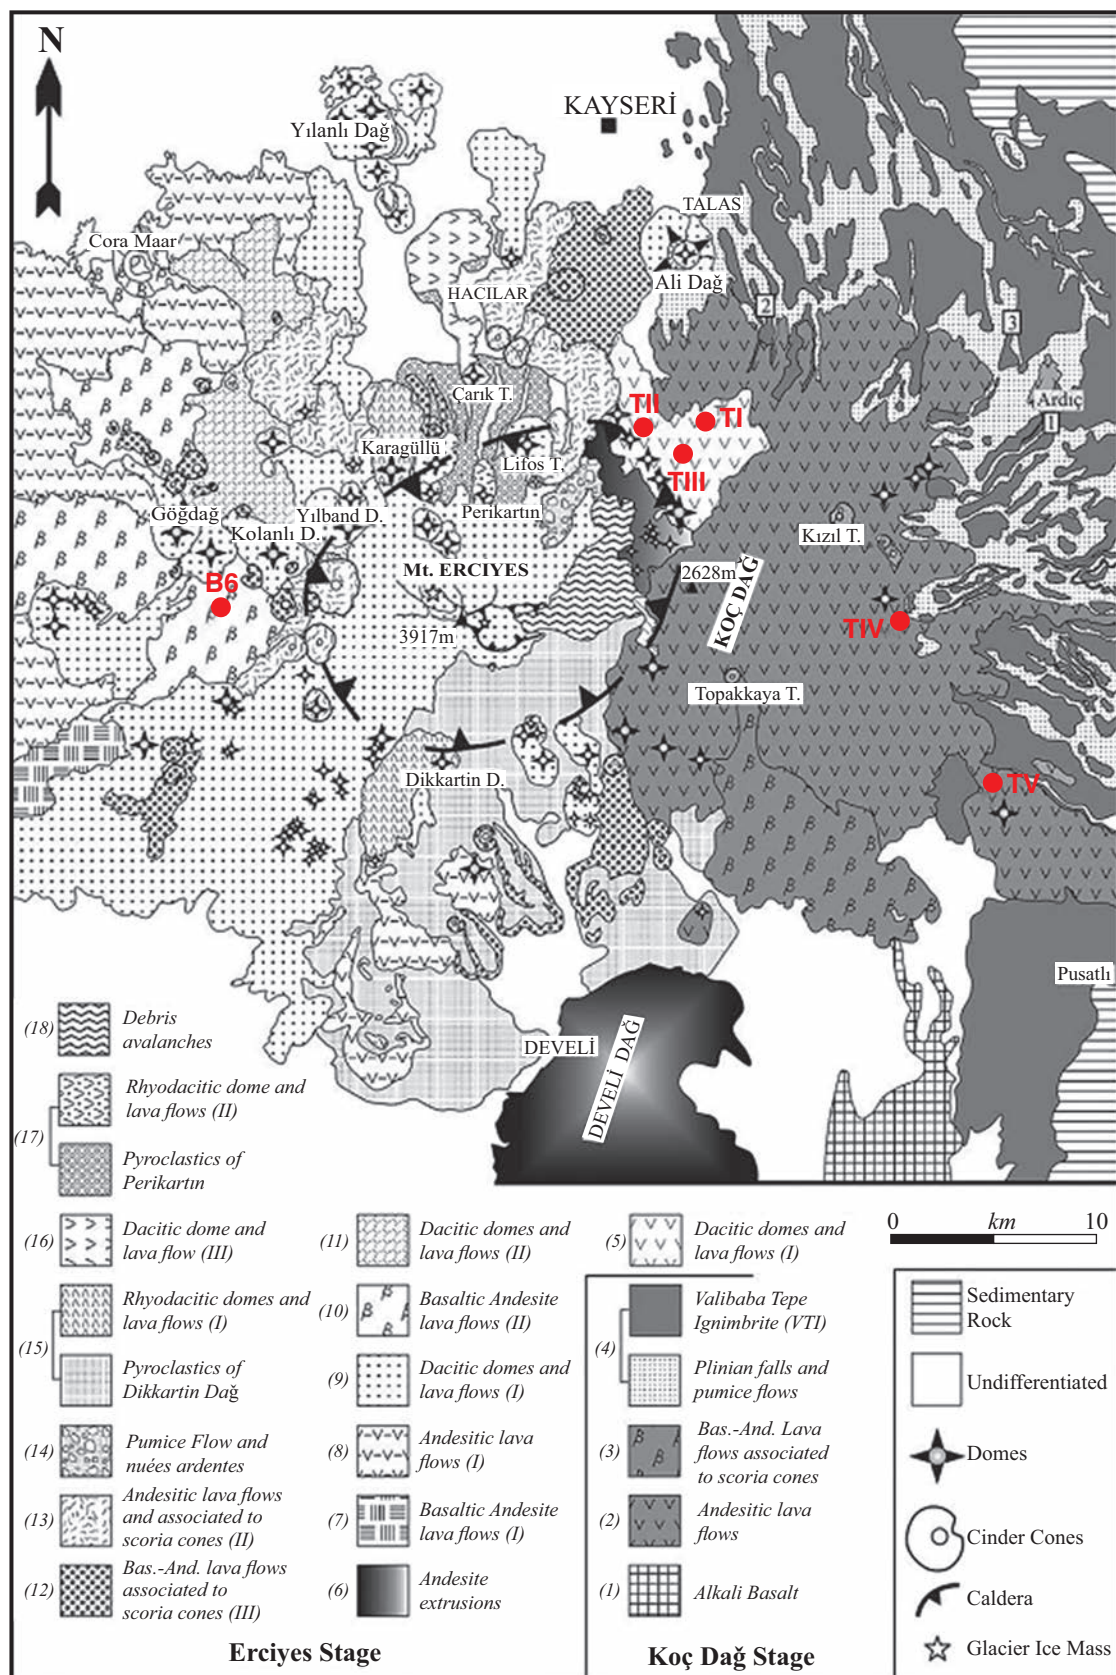 N
KAYSERİ
Yılanlı Dağ
TALAS
Cora Maar
Ali Dağ
HACILAR
2
3
Ardıç
1
Çarık T.
TII
TI
Karagüllü
Lifos T.
TIII
Perikartın
Yılband D.
Göğdağ
Kolanlı D.
Kızıl T.
Mt. ERCIYES
2628m
KOÇ DAĞ
B6
TIV
3917m
Topakkaya T.
Dikkartin D.
TV
Pusatlı
DEVELİ
DEVELİ DAĞ
(18) Debris
avalanches
(17) Rhyodacitic dome and
lava flows (II)
Pyroclastics of
Perikartın
(16) Dacitic dome and
lava flow (III)
(15) Rhyodacitic domes and
lava flows (I)
Pyroclastics of
Dikkartin Dağ
(14) Pumice Flow and
nuées ardentes
(13) Andesitic lava flows
and associated to
scoria cones (II)
(12) Bas.-And. lava flows
associated to
scoria cones (III)
(11) Dacitic domes and
lava flows (II)
(10) Basaltic Andesite
lava flows (II)
(9) Dacitic domes and
lava flows (I)
(8) Andesitic lava
flows (I)
(7) Basaltic Andesite
lava flows (I)
(6) Andesite
extrusions
Erciyes Stage
(5) Dacitic domes and
lava flows (I)
(4) Valibaba Tepe
Ignimbrite (VTI)
Plinian falls and
pumice flows
(3) Bas.-And. Lava
flows associated
to scoria cones
(2) Andesitic lava
flows
(1) Alkali Basalt
Koç Dağ Stage
0 km 10
Sedimentary
Rock
Undifferentiated
Domes
Cinder Cones
Caldera
Glacier Ice Mass